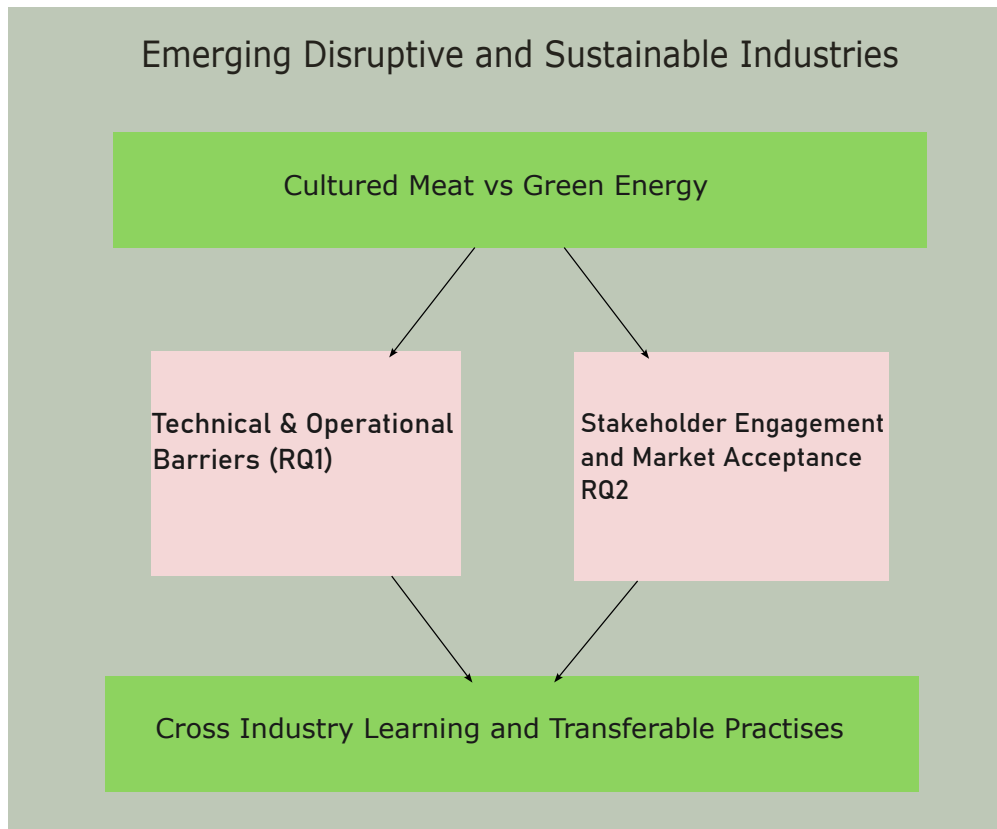 Emerging Disruptive and Sustainable Industries
Cultured Meat vs Green Energy
Technical & Operational
Barriers (RQ1)
Stakeholder Engagement
and Market Acceptance
RQ2
Cross Industry Learning and Transferable Practises